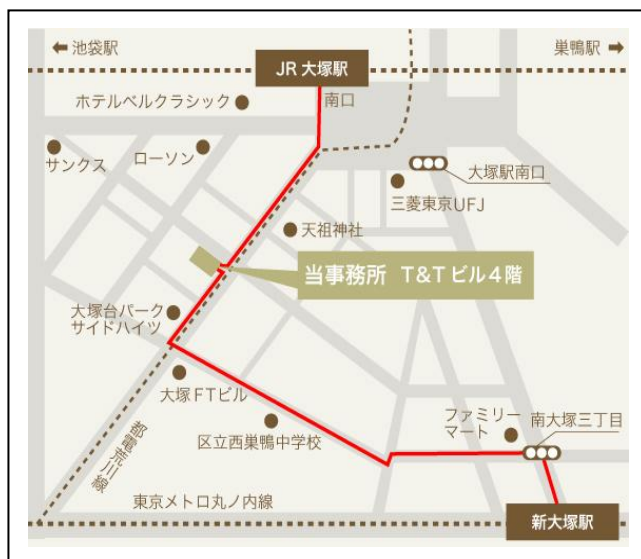 ← 池袋駅
巣鴨駅 →
JR 大塚駅
ホテルベルクラシック
南口
サンクス
ローソン
大塚駅南口
三菱東京UFJ
天祖神社
当事務所 T&Tビル4階
大塚台パーク
サイドハイツ
大塚FTビル
ファミリー
マート
南大塚三丁目
区立西巣鴨中学校
都電荒川線
東京メトロ丸ノ内線
新大塚駅